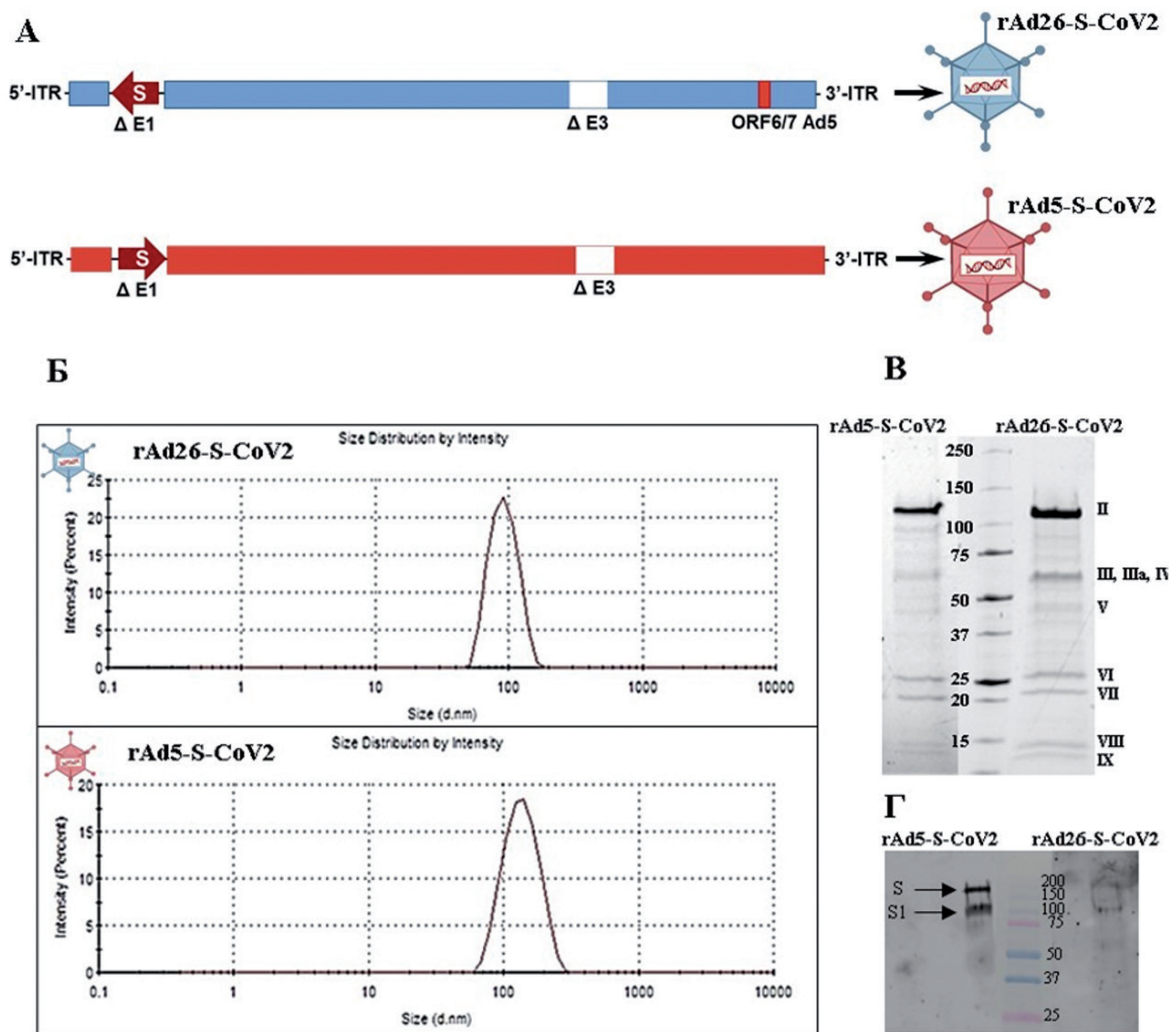 А
rAd26-S-CoV2
5'-ITR
S
3'-ITR
Δ E1
Δ E3
ORF6/7 Ad5
rAd5-S-CoV2
5'-ITR
S
3'-ITR
Δ E1
Δ E3
Б
rAd26-S-CoV2
Size Distribution by Intensity
Intensity (Percent)
25
20
15
10
5
0
0.1 1 10 100 1000 10000
Size (d.nm)
rAd5-S-CoV2
Size Distribution by Intensity
Intensity (Percent)
20
15
10
5
0
0.1 1 10 100 1000 10000
Size (d.nm)
В
rAd5-S-CoV2 rAd26-S-CoV2
250
150
II
100
75
III, IIIa, IV
50
V
37
25 VI
20 VII
15 VIII
IX
Г
rAd5-S-CoV2 rAd26-S-CoV2
S 200
150
S1 100
75
50
37
25